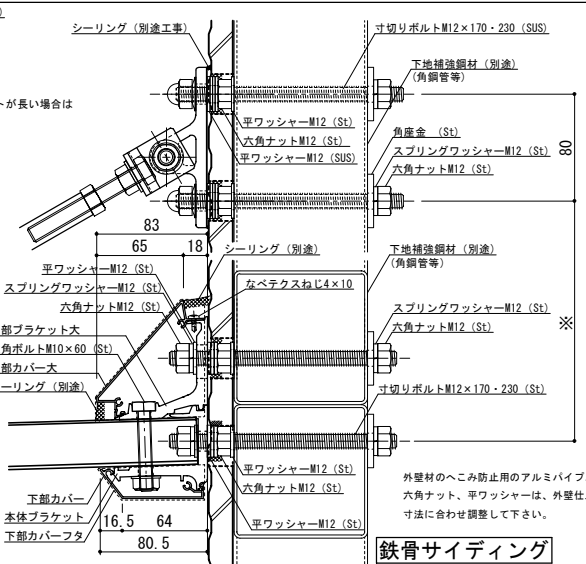 シーリング（別途工事）
寸切りボルトM12×170・230（SUS）
下地補強鋼材（別途）
（角鋼管等）
トが長い場合は
平ワッシャーM12（St）
六角ナットM12（St）
平ワッシャーM12（SUS）
角座金（St）
スプリングワッシャーM12（St）
六角ナットM12（St）
80
83
65
18
シーリング（別途）
下地補強鋼材（別途）
（角鋼管等）
平ワッシャーM12（St）
スプリングワッシャーM12（St）
六角ナットM12（St）
なベテクスねじ4×10
部ブラケット大
角ボルトM10×60（St）
部カバー大
ーリング（別途）
スプリングワッシャーM12（St）
六角ナットM12（St）
※
寸切りボルトM12×170・230（St）
平ワッシャーM12（St）
六角ナットM12（St）
平ワッシャーM12（St）
下部カバー
本体ブラケット
下部カバーフタ
16.5
64
80.5
外壁材のへこみ防止用のアルミパイプ
六角ナット、平ワッシャーは、外壁仕
寸法に合わせ調整して下さい。
鉄骨サイディング